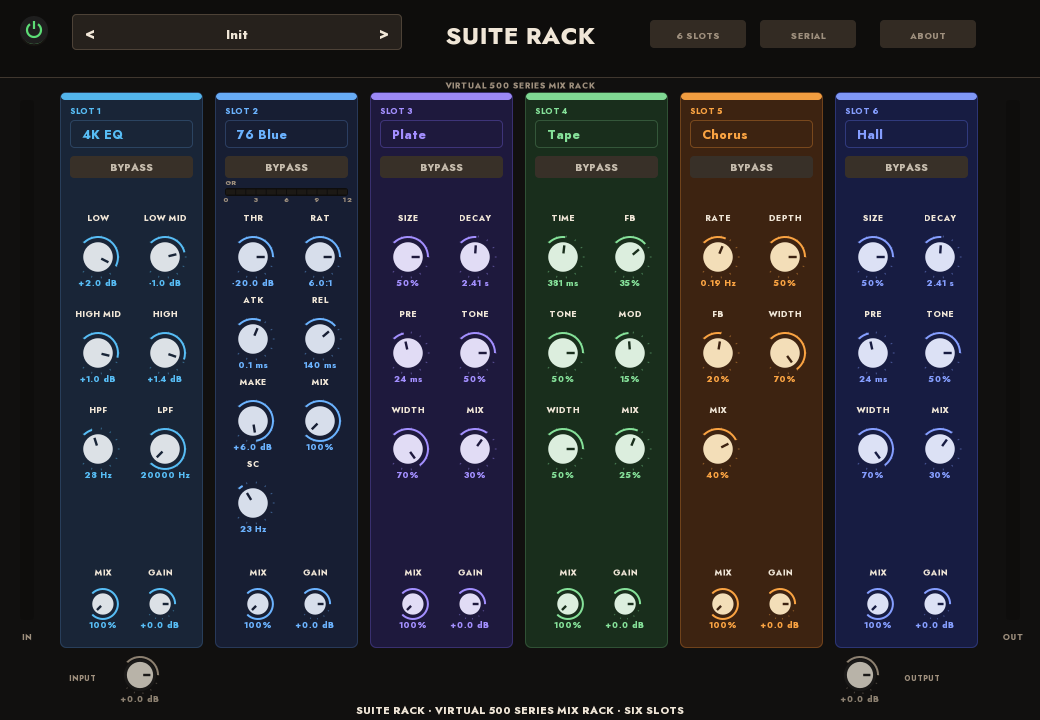 < Init >
SUITE RACK
6 SLOTS
SERIAL
ABOUT
VIRTUAL 500 SERIES MIX RACK
SLOT 1
4K EQ
BYPASS
LOW LOW MID
+2.0 dB -1.0 dB
HIGH MID HIGH
+1.0 dB +1.4 dB
HPF LPF
28 Hz 20000 Hz
MIX GAIN
100% +0.0 dB
SLOT 2
76 Blue
BYPASS
GR
0 3 6 9 12
THR RAT
-20.0 dB 6.0:1
ATK REL
0.1 ms 140 ms
MAKE MIX
+6.0 dB 100%
SC
23 Hz
MIX GAIN
100% +0.0 dB
SLOT 3
Plate
BYPASS
SIZE DECAY
50% 2.41 s
PRE TONE
24 ms 50%
WIDTH MIX
70% 30%
MIX GAIN
100% +0.0 dB
SLOT 4
Tape
BYPASS
TIME FB
381 ms 35%
TONE MOD
50% 15%
WIDTH MIX
50% 25%
MIX GAIN
100% +0.0 dB
SLOT 5
Chorus
BYPASS
RATE DEPTH
0.19 Hz 50%
FB WIDTH
20% 70%
MIX
40%
MIX GAIN
100% +0.0 dB
SLOT 6
Hall
BYPASS
SIZE DECAY
50% 2.41 s
PRE TONE
24 ms 50%
WIDTH MIX
70% 30%
MIX GAIN
100% +0.0 dB
IN
OUT
INPUT
+0.0 dB
OUTPUT
+0.0 dB
SUITE RACK · VIRTUAL 500 SERIES MIX RACK · SIX SLOTS